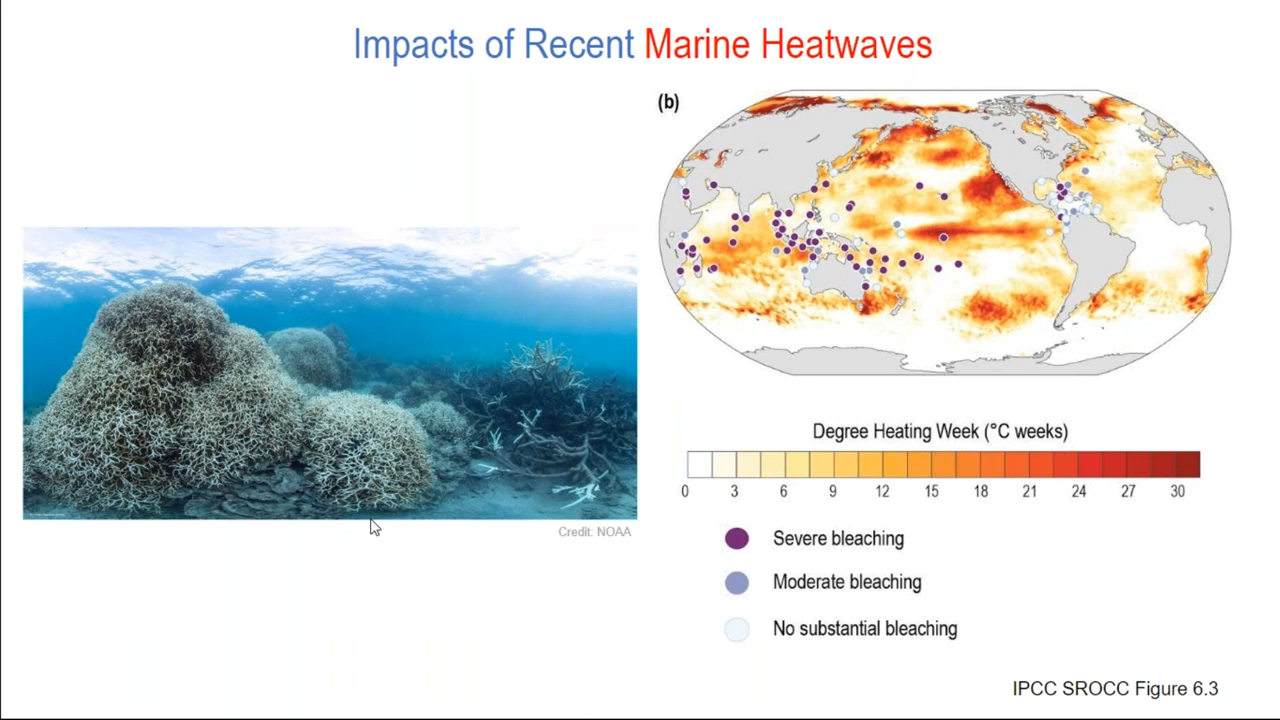 Impacts of Recent Marine Heatwaves
(b)
Credit: NOAA
Degree Heating Week (°C weeks)
0 3 6 9 12 15 18 21 24 27 30
Severe bleaching
Moderate bleaching
No substantial bleaching
IPCC SROCC Figure 6.3